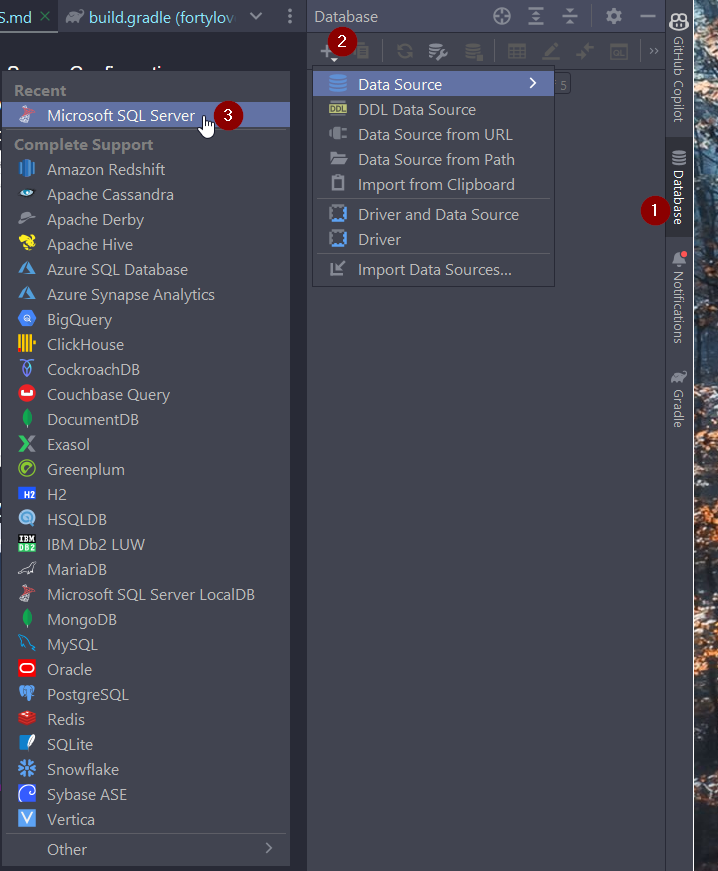 S.md
build.gradle (fortylov
Database
2
Recent
Microsoft SQL Server
3
Complete Support
Amazon Redshift
Apache Cassandra
Apache Derby
Apache Hive
Azure SQL Database
Azure Synapse Analytics
BigQuery
ClickHouse
CockroachDB
Couchbase Query
DocumentDB
Exasol
Greenplum
H2
HSQLDB
IBM Db2 LUW
MariaDB
Microsoft SQL Server LocalDB
MongoDB
MySQL
Oracle
PostgreSQL
Redis
SQLite
Snowflake
Sybase ASE
Vertica
Other
Data Source
5
DDL
DDL Data Source
Data Source from URL
Data Source from Path
Import from Clipboard
Driver and Data Source
Driver
Import Data Sources...
GitHub Copilot
1
Database
Notifications
Gradle